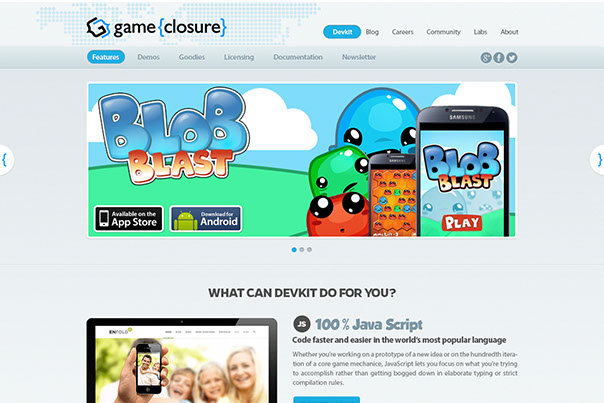 game{closure}
Devkit Blog Careers Community Labs About
Features Demos Goodies Licensing Documentation Newsletter
{
}
BLOB
BLAST
SAMSUNG
BLOB
BLAST
PLAY
Available on the
App Store
Download for
Android
WHAT CAN DEVKIT DO FOR YOU?
ENFOLD
JS 100 % Java Script
Code faster and easier in the world's most popular language
Whether you're working on a prototype of a new idea or on the hundredth itera-
tion of a core game mechanice, JavaScript lets you focus on what you're trying
to accomplish rather than getting bogged down in elaborate typing or strict
compilation rules.